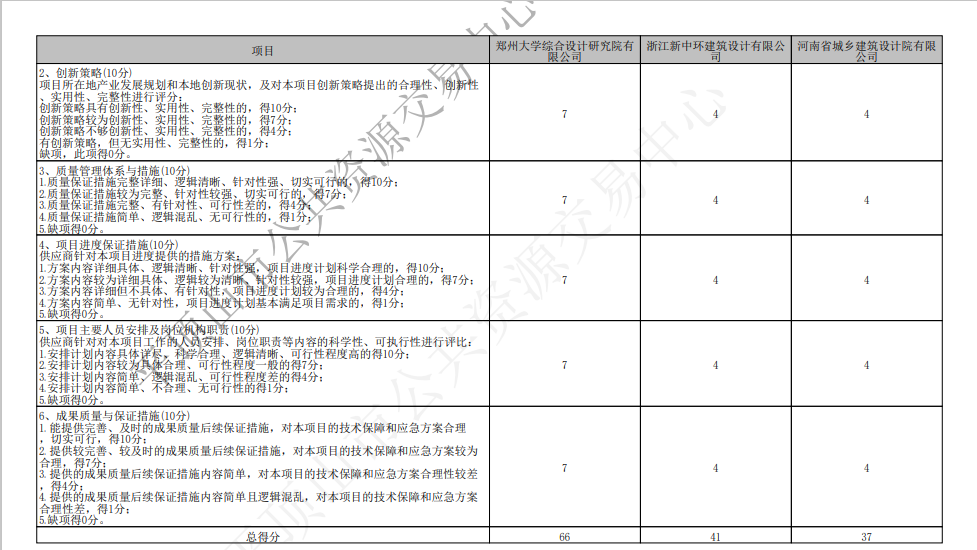 项目
郑州大学综合设计研究院有
限公司
浙江新中环建筑设计有限公
司
河南省城乡建筑设计院有限
公司
2、创新策略(10分)
项目所在地产业发展规划和本地创新现状，及对本项目创新策略提出的合理性、创新性
、实用性、完整性进行评分；
创新策略具有创新性、实用性、完整性的，得10分；
创新策略较为创新性、实用性、完整性的，得7分；
创新策略不够创新性、实用性、完整性的，得4分；
有创新策略，但无实用性、完整性的，得1分；
缺项，此项得0分。
7
4
4
3、质量管理体系与措施(10分)
1.质量保证措施完整详细、逻辑清晰、针对性强、切实可行的，得10分；
2.质量保证措施较为完整、针对性较强、切实可行的，得7分；
3.质量保证措施完整、有针对性、可行性差的，得4分；
4.质量保证措施简单、逻辑混乱、无可行性的，得1分；
5.缺项得0分。
7
4
4
4、项目进度保证措施(10分)
供应商针对本项目进度提供的措施方案：
1.方案内容详细具体、逻辑清晰、针对性强，项目进度计划科学合理的，得10分；
2.方案内容较为详细具体、逻辑较为清晰、针对性较强，项目进度计划合理的，得7分；
3.方案内容详细但不具体、有针对性、项目进度计划较为合理的，得4分；
4.方案内容简单、无针对性，项目进度计划基本满足项目需求的，得1分；
5.缺项得0分。
7
4
4
5、项目主要人员安排及岗位机构职责(10分)
供应商针对对本项目工作的人员安排、岗位职责等内容的科学性、可执行性进行评比：
1.安排计划内容具体详尽、科学合理、逻辑清晰、可行性程度高的得10分；
2.安排计划内容较为具体合理、可行性程度一般的得7分；
3.安排计划内容简单、逻辑混乱、可行性程度差的得4分；
4.安排计划内容简单、不合理、无可行性的得1分；
5.缺项得0分。
7
4
4
6、成果质量与保证措施(10分)
1.能提供完善、及时的成果质量后续保证措施，对本项目的技术保障和应急方案合理
，切实可行，得10分；
2.提供较完善、较及时的成果质量后续保证措施，对本项目的技术保障和应急方案较为
合理，得7分；
3.提供的成果质量后续保证措施内容简单，对本项目的技术保障和应急方案合理性较差
，得4分；
4.提供的成果质量后续保证措施内容简单且逻辑混乱，对本项目的技术保障和应急方案
合理性差，得1分；
5.缺项得0分。
7
4
4
总得分
66
41
37
平顶山市公共资源交易中心
平顶山市公共资源交易中心